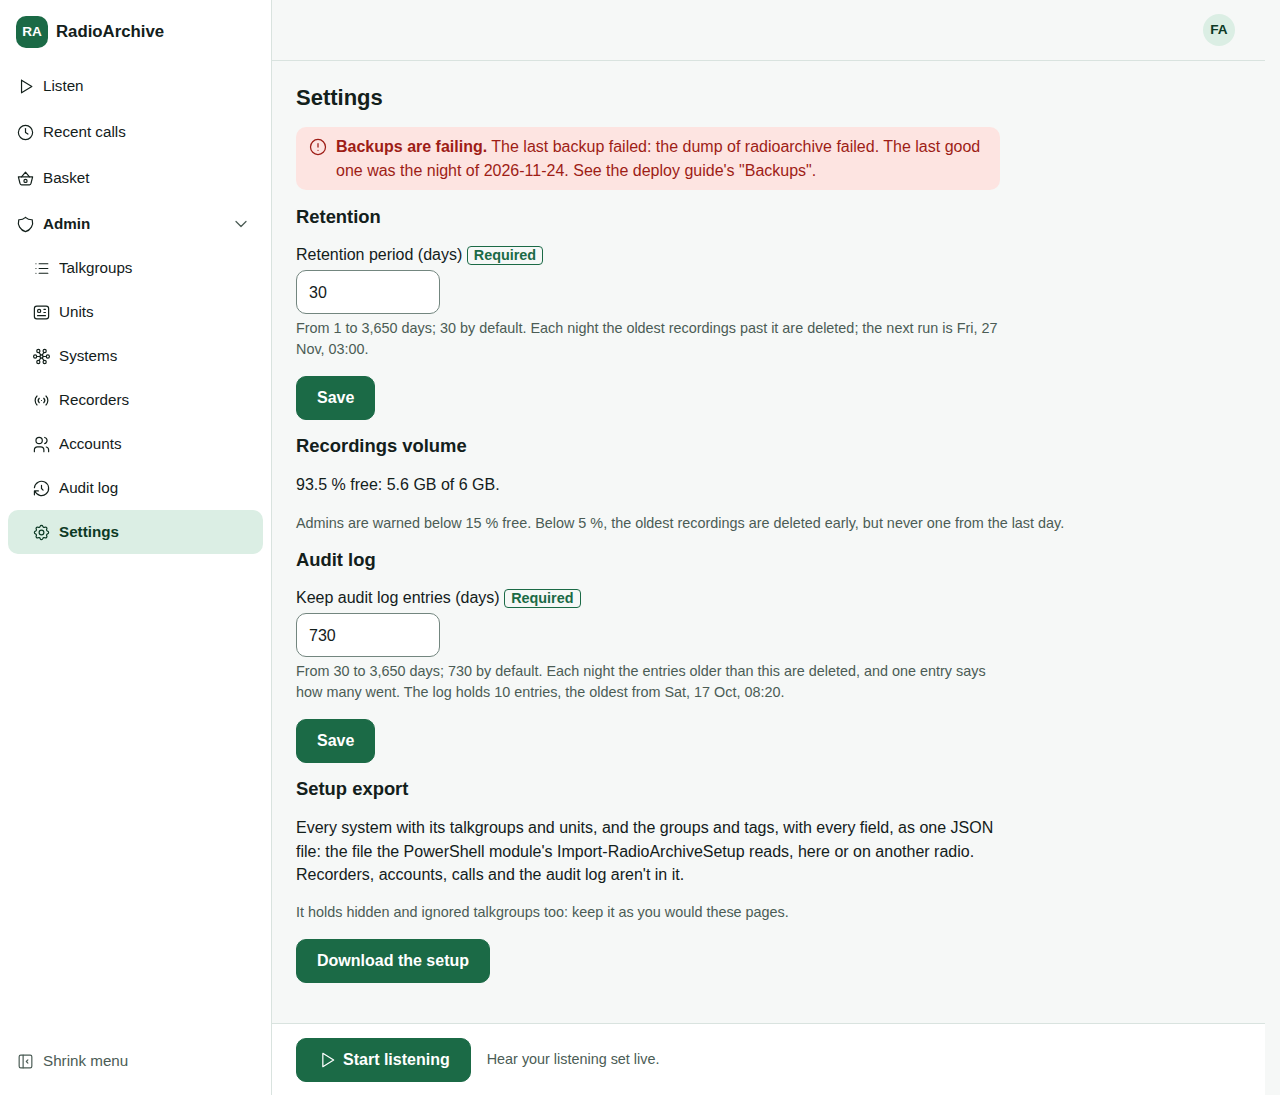 RA RadioArchive
FA
Listen
Recent calls
Basket
Admin
Talkgroups
Units
Systems
Recorders
Accounts
Audit log
Settings
Shrink menu
Settings
Backups are failing. The last backup failed: the dump of radioarchive failed. The last good
one was the night of 2026-11-24. See the deploy guide's "Backups".
Retention
Retention period (days) Required
30
From 1 to 3,650 days; 30 by default. Each night the oldest recordings past it are deleted; the next run is Fri, 27
Nov, 03:00.
Save
Recordings volume
93.5 % free: 5.6 GB of 6 GB.
Admins are warned below 15 % free. Below 5 %, the oldest recordings are deleted early, but never one from the last day.
Audit log
Keep audit log entries (days) Required
730
From 30 to 3,650 days; 730 by default. Each night the entries older than this are deleted, and one entry says
how many went. The log holds 10 entries, the oldest from Sat, 17 Oct, 08:20.
Save
Setup export
Every system with its talkgroups and units, and the groups and tags, with every field, as one JSON
file: the file the PowerShell module's Import-RadioArchiveSetup reads, here or on another radio.
Recorders, accounts, calls and the audit log aren't in it.
It holds hidden and ignored talkgroups too: keep it as you would these pages.
Download the setup
Start listening
Hear your listening set live.